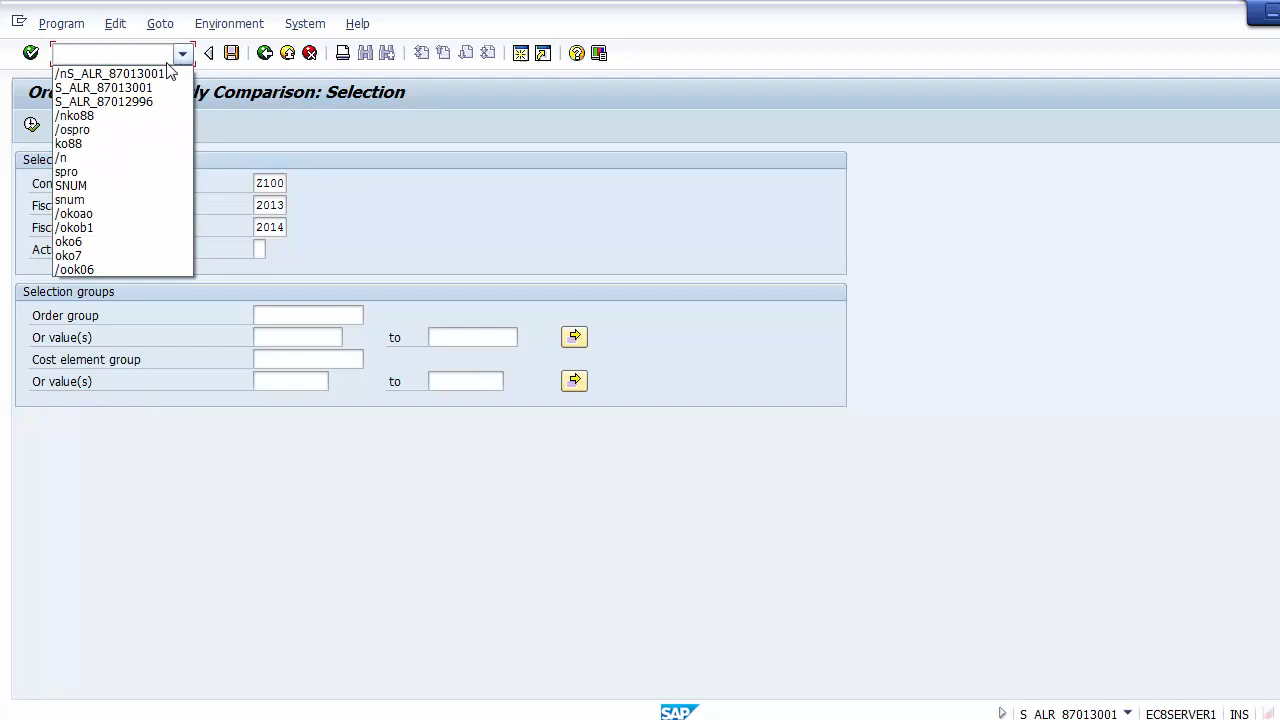 Program Edit Goto Environment System Help
/nS_ALR_87013001
S_ALR_87013001
S_ALR_87012996
/nko88
/ospro
ko88
/n
spro
SNUM
snum
/okoao
/okob1
oko6
oko7
/ook06
Or ly Comparison: Selection
Selec
Con Z100
Fisc 2013
Fisc 2014
Act
Selection groups
Order group
Or value(s) to
Cost element group
Or value(s) to
SAP
S_ALR_87013001 EC8SERVER1 INS